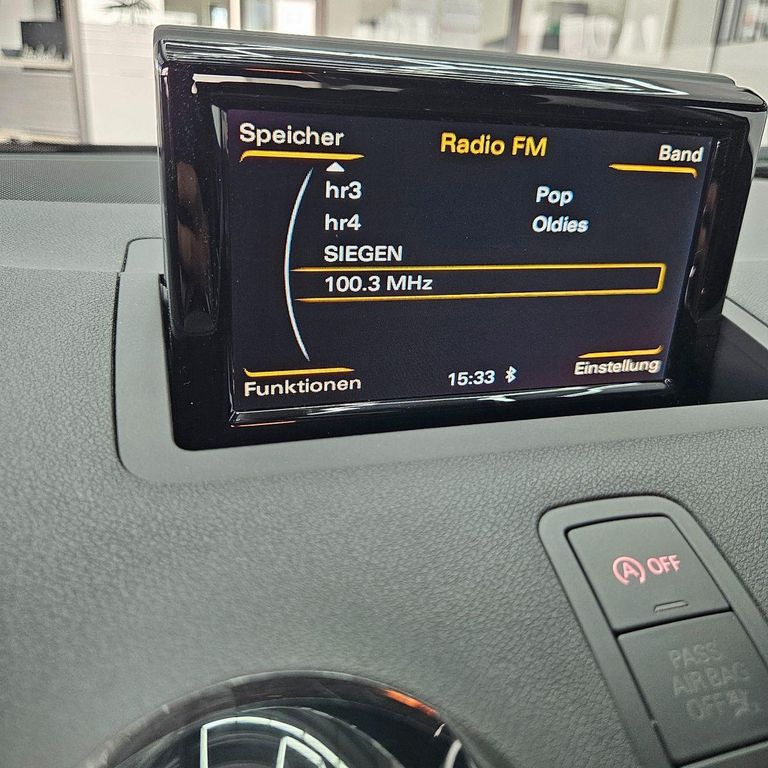 Speicher Radio FM Band
hr3 Pop
hr4 Oldies
SIEGEN
100.3 MHz
Funktionen 15:33 Einstellung
A OFF
PASS
AIR BAG
OFF